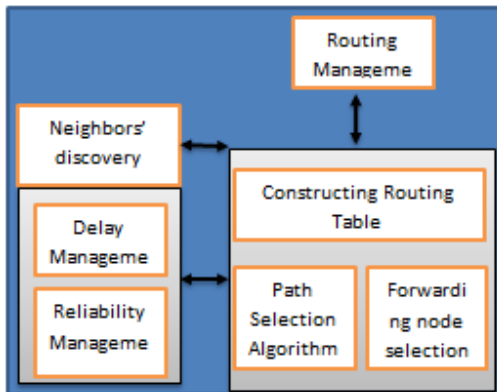 Routing
Manageme
Neighbors'
discovery
Constructing Routing
Table
Delay
Manageme
Reliability
Manageme
Path
Selection
Algorithm
Forwardi
ng node
selection